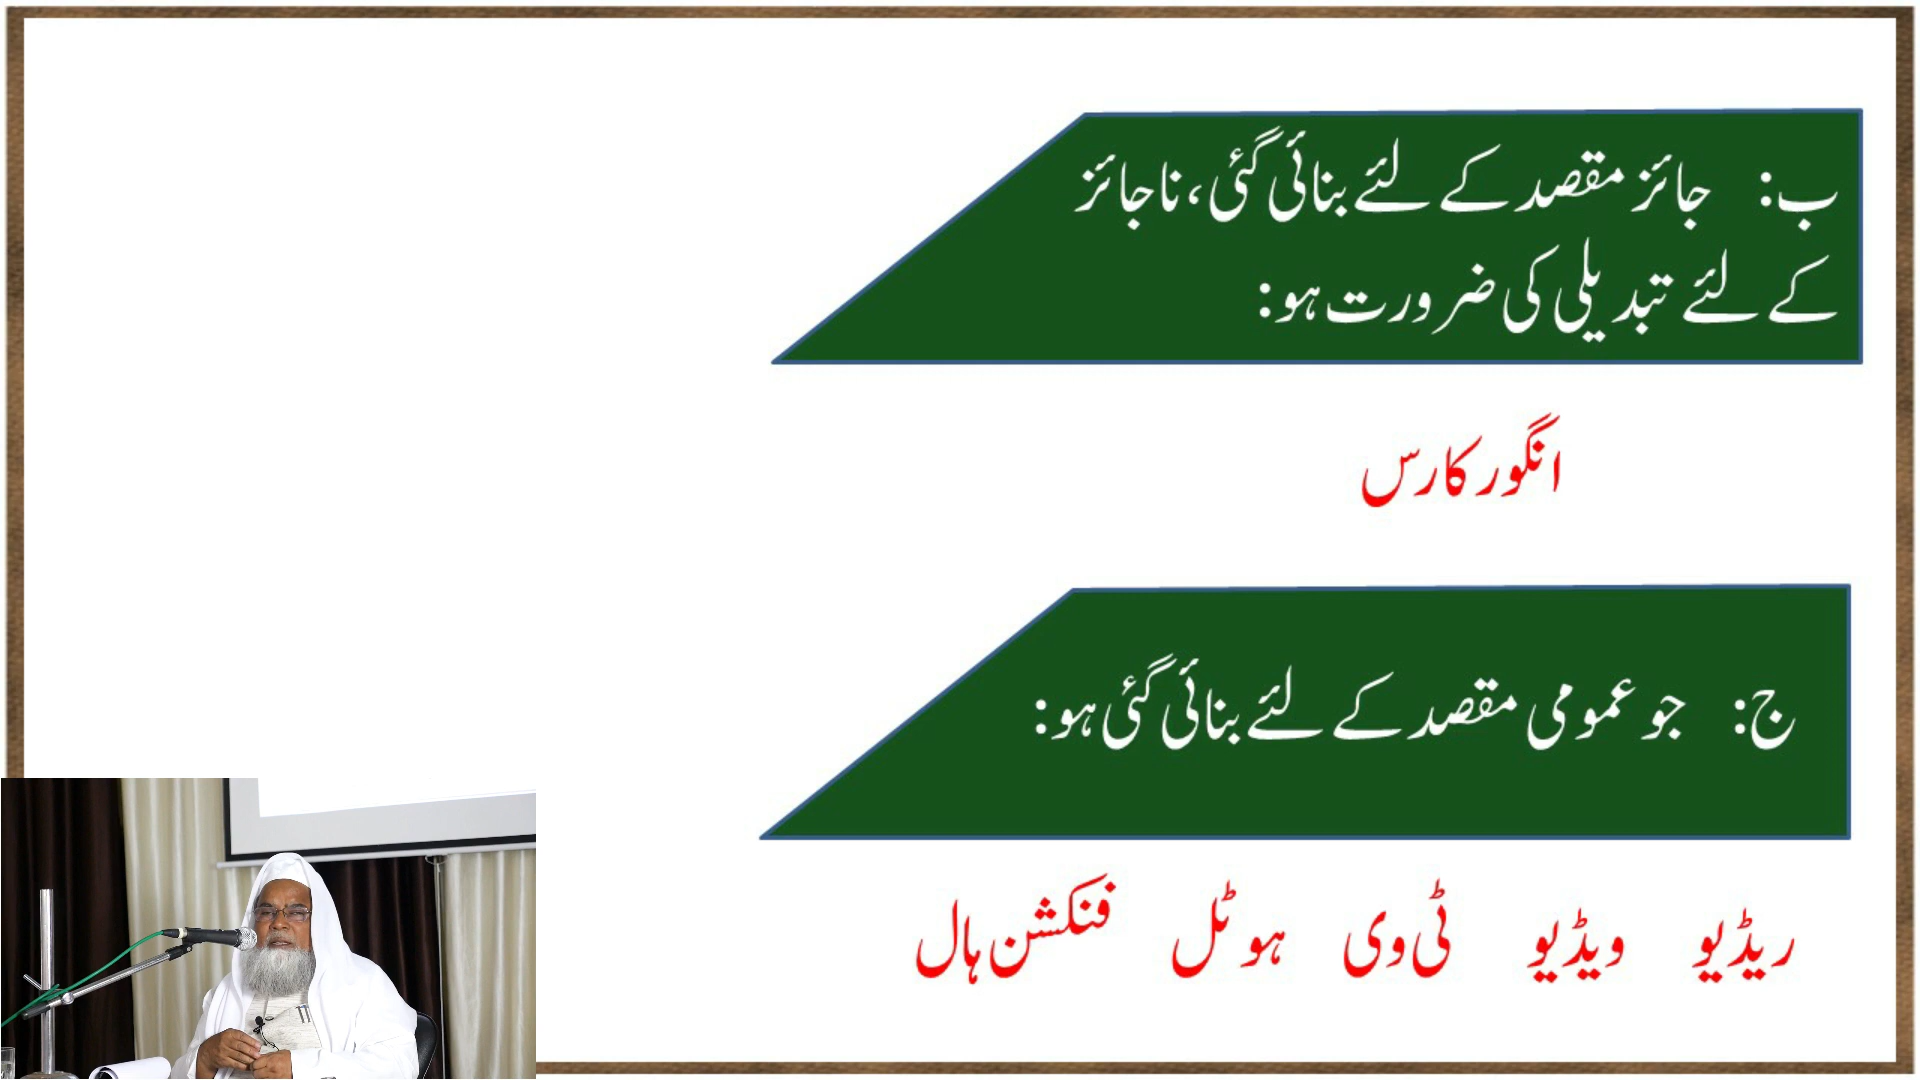 ب: جائز مقصد کے لئے بنائی گئی، ناجائز
کے لئے تبدیلی کی ضرورت ہو:
انگور کا رس
ج: جو عمومی مقصد کے لئے بنائی گئی ہو:
ریڈیو ویڈیو ٹی وی ہوٹل فنکشن ہال